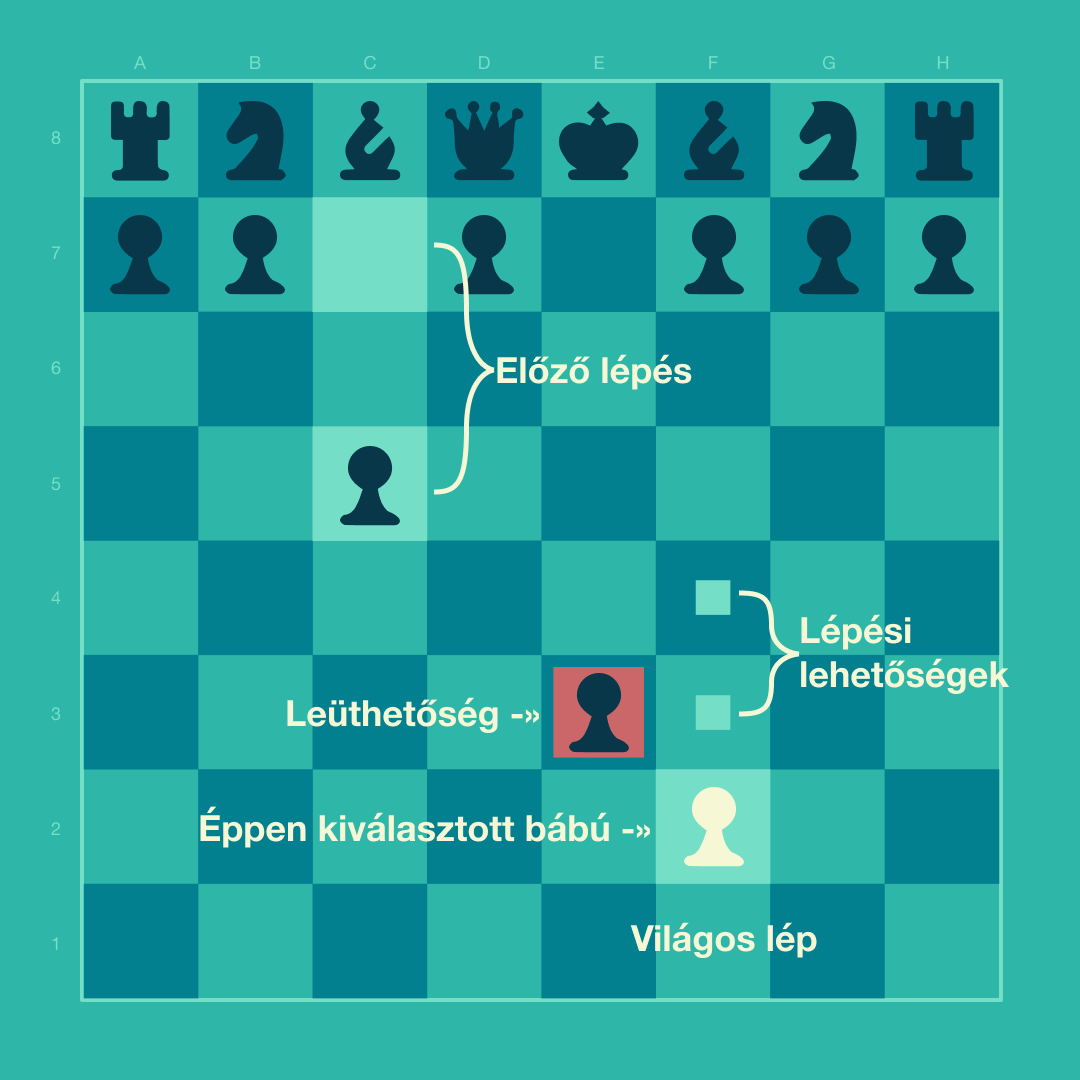 A B C D E F G H
8
7
6
Előző lépés
5
4
Lépési
lehetőségek
3
Leüthetőség -»
2
Éppen kiválasztott bábú -»
1
Világos lép